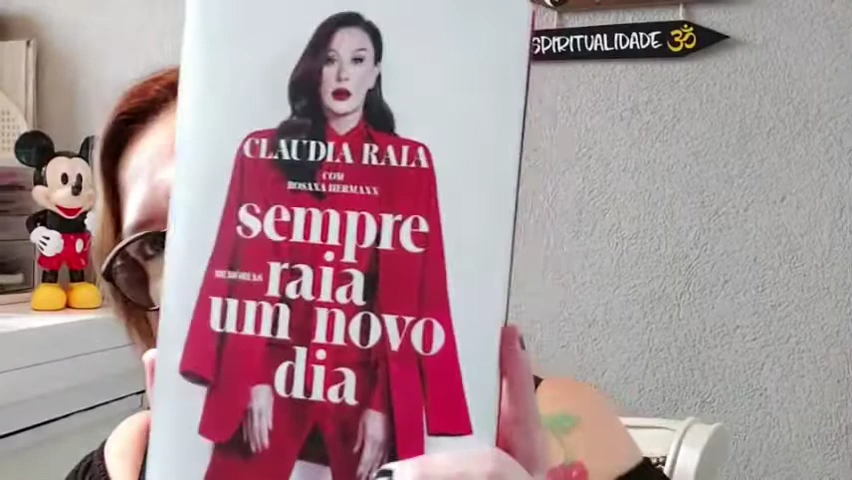 SPIRITUALIDADE ॐ
CLAUDIA RAIA
COM
ROSANA HERMANN
sempre
MEMÓRIAS raia
um novo
dia